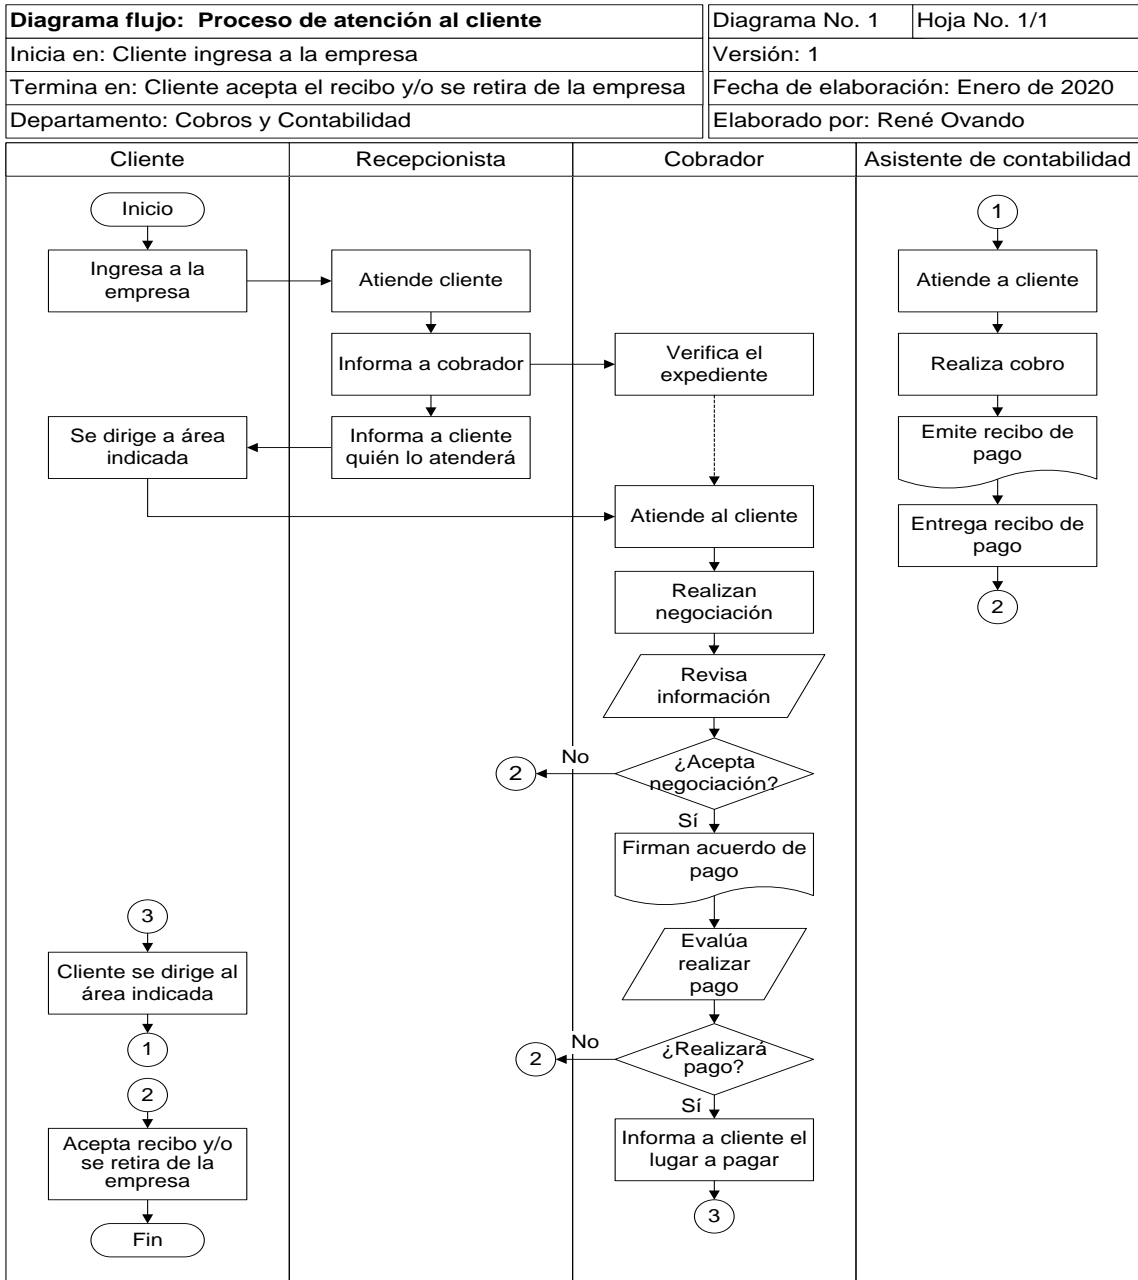 Diagrama flujo: Proceso de atención al cliente
Diagrama No. 1
Hoja No. 1/1
Inicia en: Cliente ingresa a la empresa
Versión: 1
Termina en: Cliente acepta el recibo y/o se retira de la empresa
Fecha de elaboración: Enero de 2020
Departamento: Cobros y Contabilidad
Elaborado por: René Ovando
Cliente
Recepcionista
Cobrador
Asistente de contabilidad
Inicio
Ingresa a la
empresa
Atiende cliente
Informa a cobrador
Verifica el
expediente
Informa a cliente
quién lo atenderá
Se dirige a área
indicada
Atiende al cliente
Realizan
negociación
Revisa
información
¿Acepta
negociación?
No
2
Sí
Firman acuerdo de
pago
Evalúa
realizar
pago
¿Realizará
pago?
No
2
Sí
Informa a cliente el
lugar a pagar
3
3
Cliente se dirige al
área indicada
1
1
Atiende a cliente
Realiza cobro
Emite recibo de
pago
Entrega recibo de
pago
2
2
Acepta recibo y/o
se retira de la
empresa
Fin